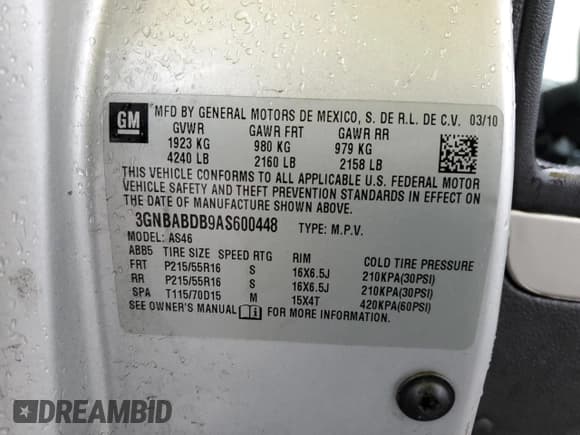 GM MFD BY GENERAL MOTORS DE MEXICO, S. DE R.L. DE C.V. 03/10
GVWR GAWR FRT GAWR RR
1923 KG 980 KG 979 KG
4240 LB 2160 LB 2158 LB
THIS VEHICLE CONFORMS TO ALL APPLICABLE U.S. FEDERAL MOTOR
VEHICLE SAFETY AND THEFT PREVENTION STANDARDS IN EFFECT ON
THE DATE OF MANUFACTURE SHOWN ABOVE.
3GNBABDB9AS600448 TYPE: M.P.V.
MODEL: AS46
ABB5 TIRE SIZE SPEED RTG RIM COLD TIRE PRESSURE
FRT P215/55R16 S 16X6.5J 210KPA(30PSI)
RR P215/55R16 S 16X6.5J 210KPA(30PSI)
SPA T115/70D15 M 15X4T 420KPA(60PSI)
SEE OWNER'S MANUAL FOR MORE INFORMATION.
DREAMBID